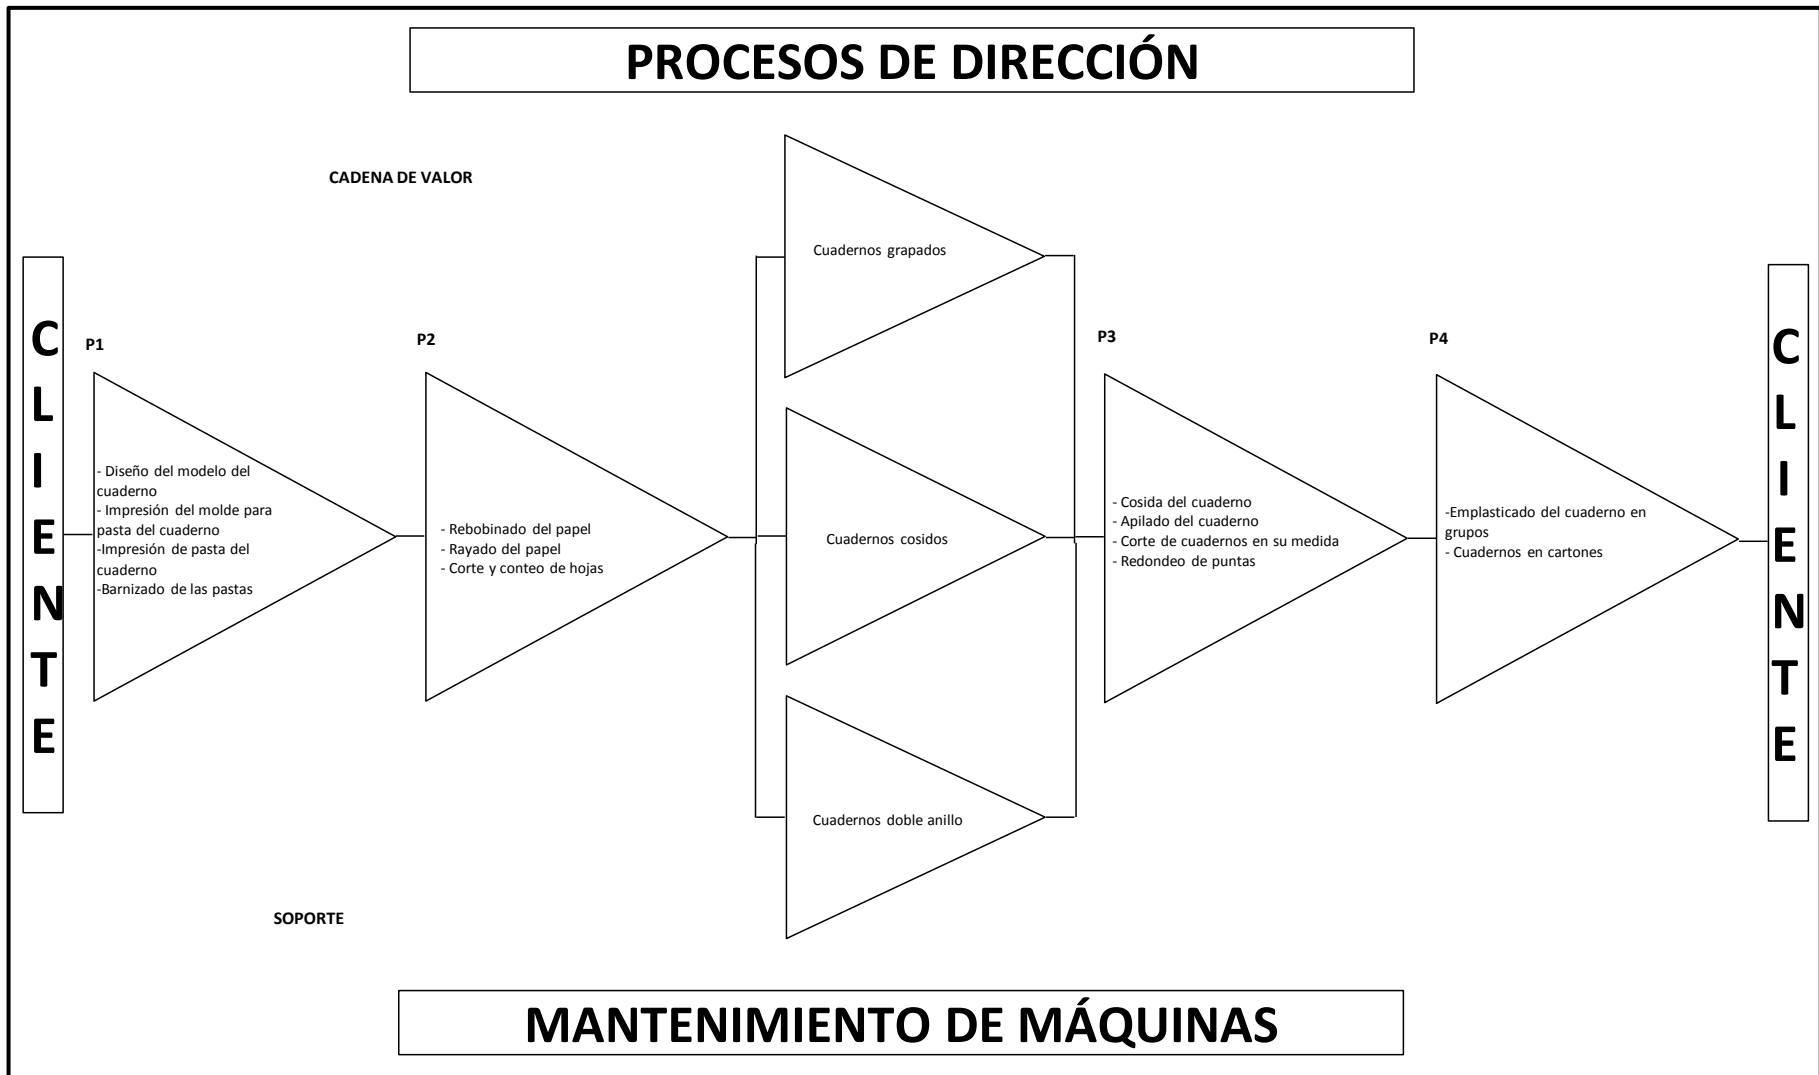 PROCESOS DE DIRECCIÓN
CADENA DE VALOR
CLIENTE
P1
- Diseño del modelo del
cuaderno
- Impresión del molde para
pasta del cuaderno
-Impresión de pasta del
cuaderno
-Barnizado de las pastas
P2
- Rebobinado del papel
- Rayado del papel
- Corte y conteo de hojas
Cuadernos grapados
Cuadernos cosidos
Cuadernos doble anillo
P3
- Cosida del cuaderno
- Apilado del cuaderno
- Corte de cuadernos en su medida
- Redondeo de puntas
P4
-Emplasticado del cuaderno en
grupos
- Cuadernos en cartones
CLIENTE
SOPORTE
MANTENIMIENTO DE MÁQUINAS